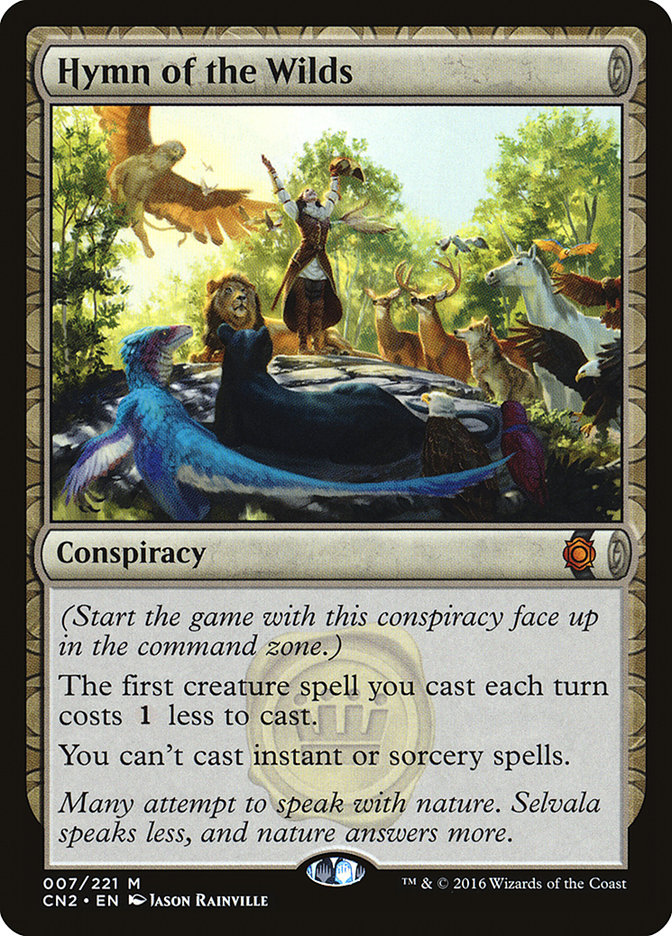 Hymn of the Wilds
Conspiracy
(Start the game with this conspiracy face up
in the command zone.)
The first creature spell you cast each turn
costs 1 less to cast.
You can't cast instant or sorcery spells.
Many attempt to speak with nature. Selvala
speaks less, and nature answers more.
007/221 M
™ & © 2016 Wizards of the Coast
CN2 • EN Jason Rainville